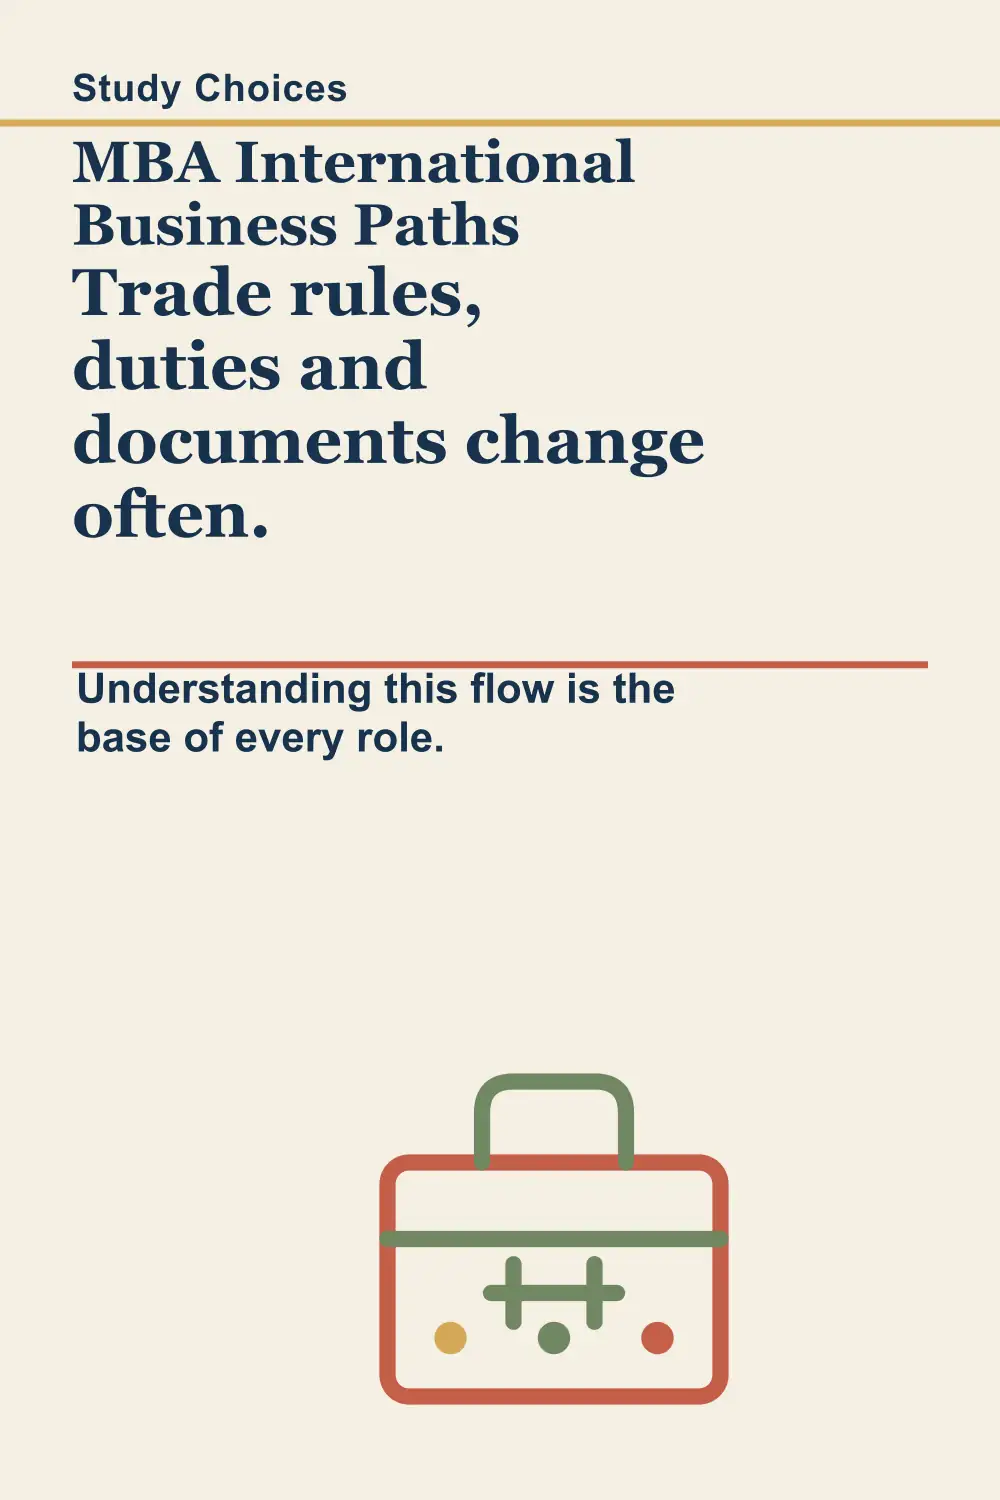 Study Choices
MBA International
Business Paths
Trade rules,
duties and
documents change
often.
Understanding this flow is the
base of every role.